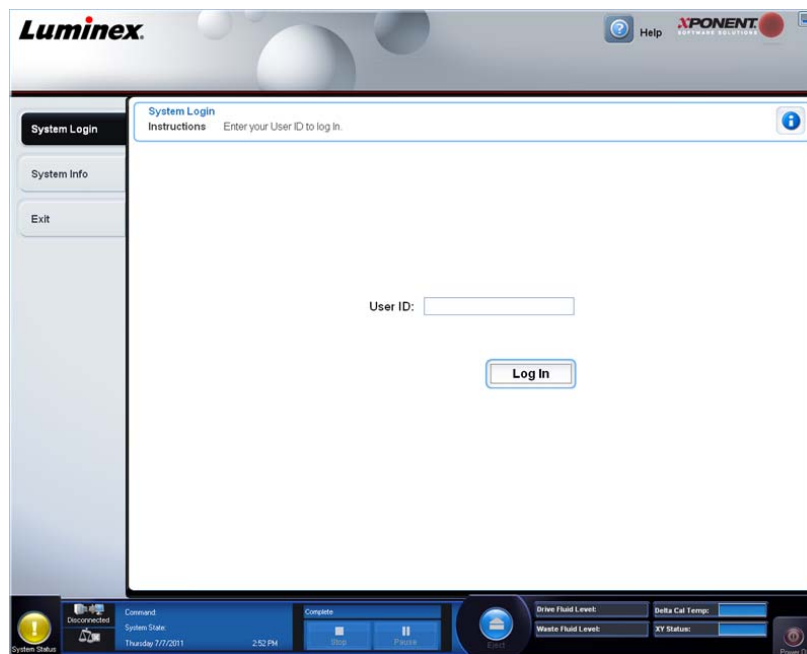 Luminex.
Help
XPONENT.
SOFTWARE SOLUTIONS
System Login
System Info
Exit
System Login
Instructions Enter your User ID to log in.
User ID:
Log In
System Status
Disconnected
Command:
System State:
Thursday 7/7/2011 2:52 PM
Complete
Stop
Pause
Eject
Drive Fluid Level:
Waste Fluid Level:
Delta Cal Temp:
XY Status: